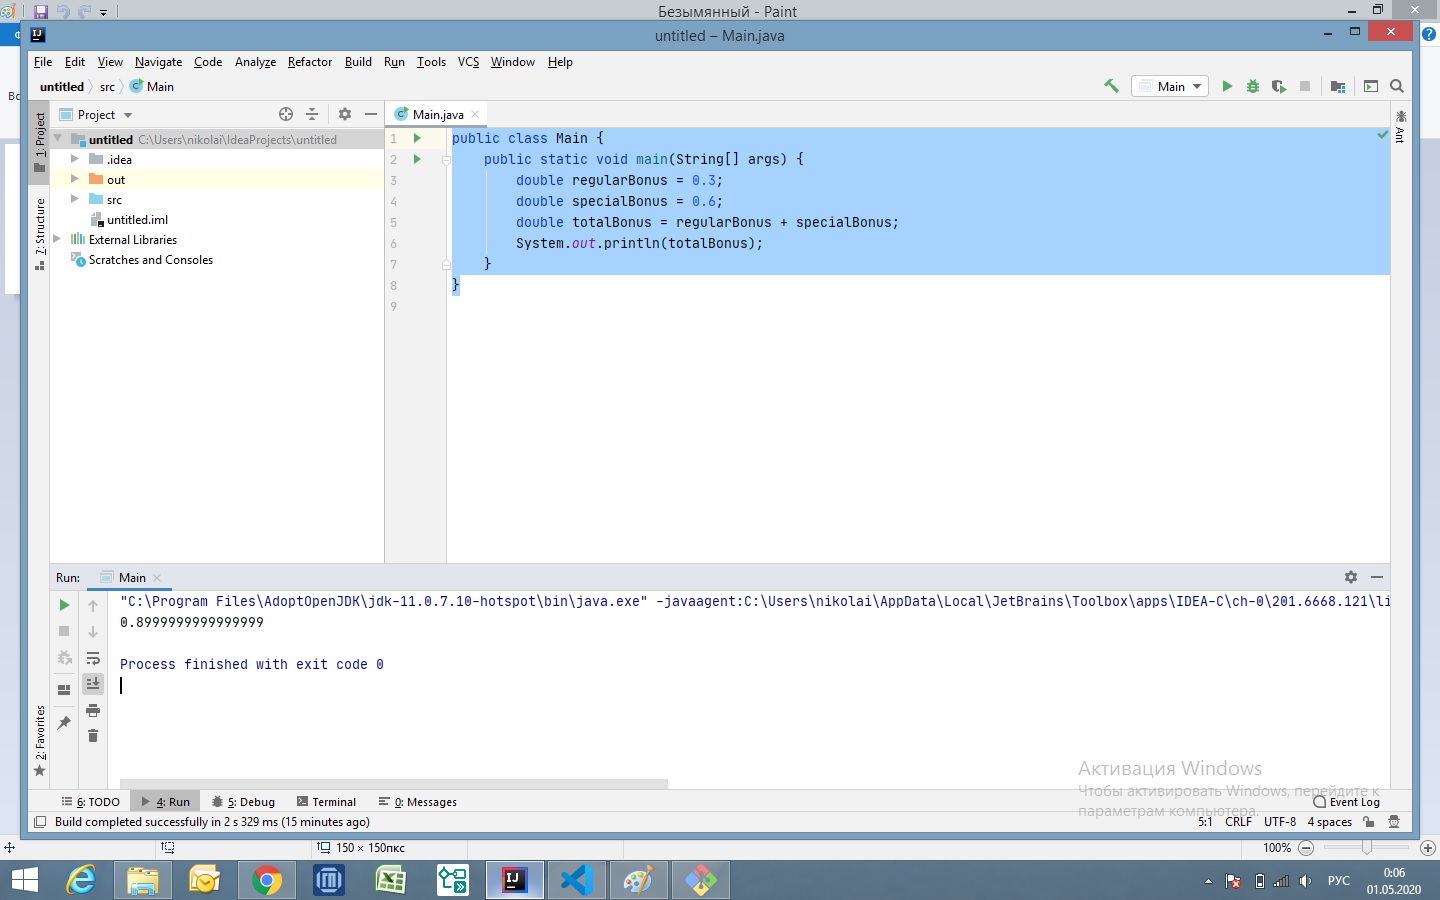 Безымянный - Paint
untitled – Main.java
File Edit View Navigate Code Analyze Refactor Build Run Tools VCS Window Help
untitled src Main
Main
1: Project
Project
Main.java
Ant
untitled C:\Users\nikolai\IdeaProjects\untitled
.idea
out
src
untitled.iml
External Libraries
Scratches and Consoles
7: Structure
2: Favorites
1 public class Main {
2 public static void main(String[] args) {
3 double regularBonus = 0.3;
4 double specialBonus = 0.6;
5 double totalBonus = regularBonus + specialBonus;
6 System.out.println(totalBonus);
7 }
8 }
9
Run: Main
"C:\Program Files\AdoptOpenJDK\jdk-11.0.7.10-hotspot\bin\java.exe" -javaagent:C:\Users\nikolai\AppData\Local\JetBrains\Toolbox\apps\IDEA-C\ch-0\201.6668.121\li
0.8999999999999999
Process finished with exit code 0
Активация Windows
Чтобы активировать Windows, перейдите к
параметрам компьютера.
6: TODO 4: Run 5: Debug Terminal 0: Messages Event Log
Build completed successfully in 2 s 329 ms (15 minutes ago) 5:1 CRLF UTF-8 4 spaces
150 × 150пкс 100%
РУС 0:06
01.05.2020